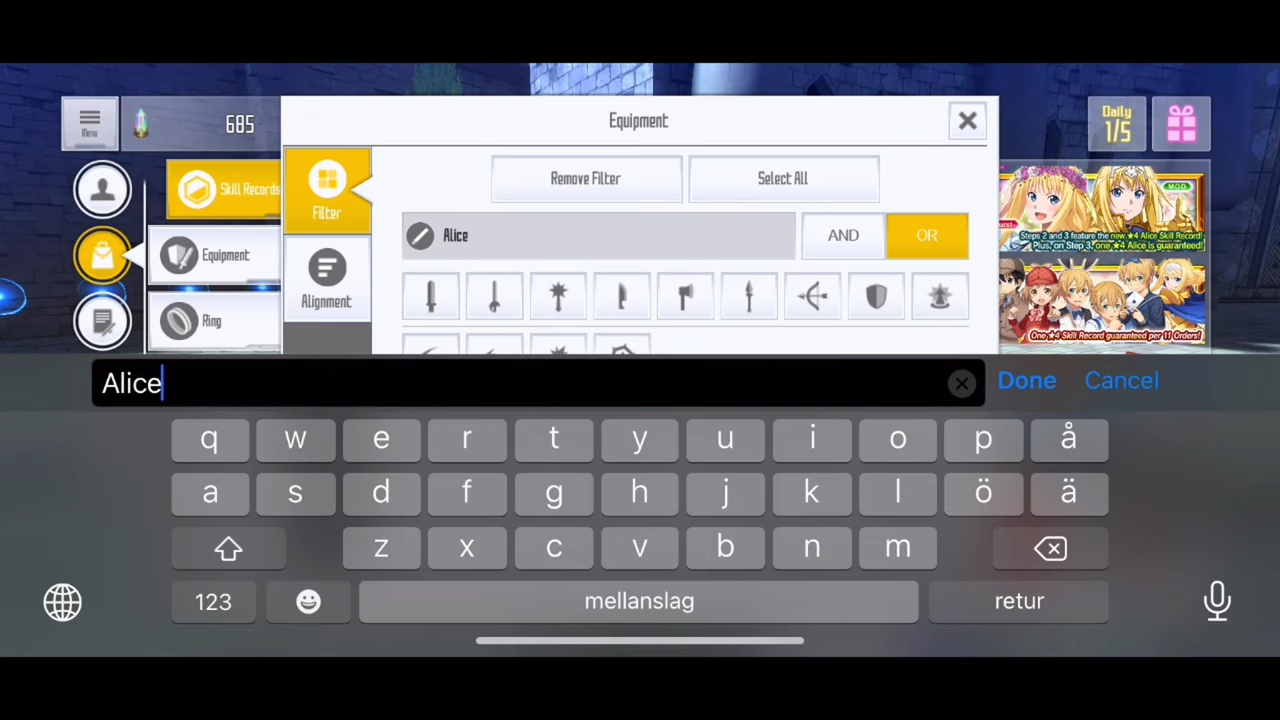 Menu
685
Equipment
Daily
1/5
Skill Records
Equipment
Ring
Filter
Alignment
Remove Filter
Select All
Alice
AND
OR
MOD
Steps 2 and 3 feature the new ★4 Alice Skill Record!
Plus, on Step 3, one ★4 Alice is guaranteed!
One ★4 Skill Record guaranteed per 11 Orders!
Alice
Done
Cancel
q w e r t y u i o p å
a s d f g h j k l ö ä
z x c v b n m
123
mellanslag
retur